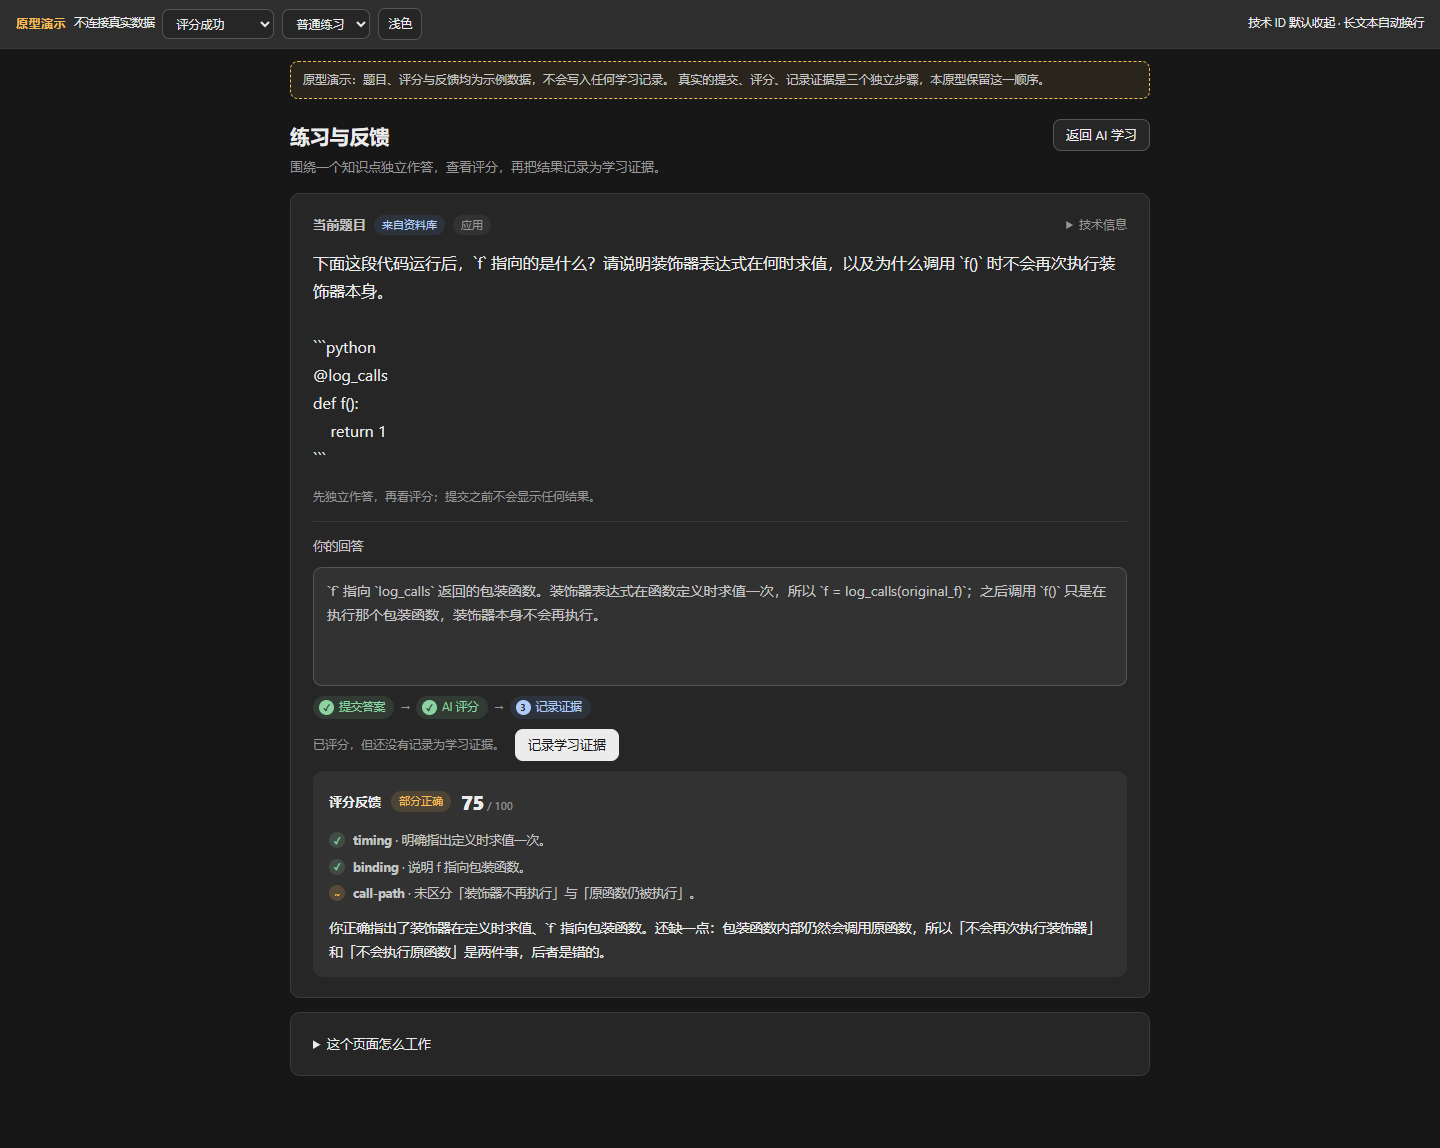 原型演示 不连接真实数据 评分成功 普通练习 浅色 技术 ID 默认收起 · 长文本自动换行
原型演示：题目、评分与反馈均为示例数据，不会写入任何学习记录。 真实的提交、评分、记录证据是三个独立步骤，本原型保留这一顺序。
练习与反馈 返回 AI 学习
围绕一个知识点独立作答，查看评分，再把结果记录为学习证据。
当前题目 来自资料库 应用 ▶ 技术信息
下面这段代码运行后，`f` 指向的是什么？请说明装饰器表达式在何时求值，以及为什么调用 `f()` 时不会再次执行装
饰器本身。
```python
@log_calls
def f():
    return 1
```
先独立作答，再看评分；提交之前不会显示任何结果。
你的回答
`f` 指向 `log_calls` 返回的包装函数。装饰器表达式在函数定义时求值一次，所以 `f = log_calls(original_f)`；之后调用 `f()` 只是在
执行那个包装函数，装饰器本身不会再执行。
✓ 提交答案 → ✓ AI 评分 → 3 记录证据
已评分，但还没有记录为学习证据。 记录学习证据
评分反馈 部分正确 75 / 100
✓ timing · 明确指出定义时求值一次。
✓ binding · 说明 f 指向包装函数。
~ call-path · 未区分「装饰器不再执行」与「原函数仍被执行」。
你正确指出了装饰器在定义时求值、`f` 指向包装函数。还缺一点：包装函数内部仍然会调用原函数，所以「不会再次执行装饰器」
和「不会执行原函数」是两件事，后者是错的。
▶ 这个页面怎么工作